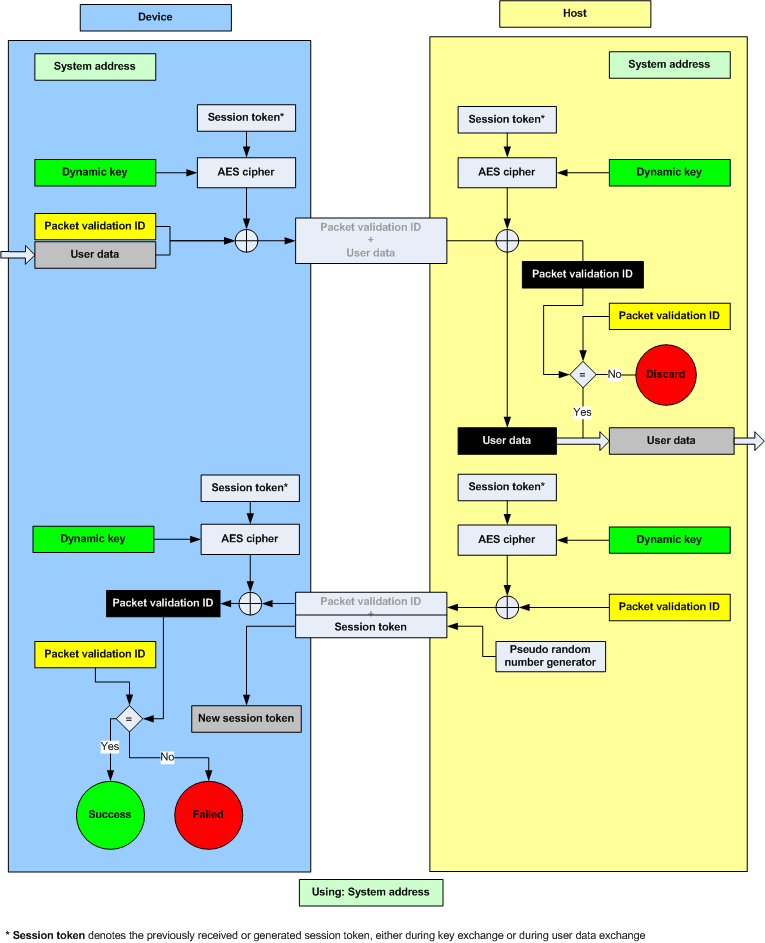 Device
Host
System address
System address
Session token*
Session token*
Dynamic key
AES cipher
AES cipher
Dynamic key
Packet validation ID
User data
Packet validation ID
+
User data
Packet validation ID
Packet validation ID
=
No
Discard
Yes
User data
User data
Session token*
Session token*
Dynamic key
AES cipher
AES cipher
Dynamic key
Packet validation ID
Packet validation ID
+
Session token
Packet validation ID
Packet validation ID
Pseudo random
number generator
New session token
=
Yes
No
Success
Failed
Using: System address
* Session token denotes the previously received or generated session token, either during key exchange or during user data exchange